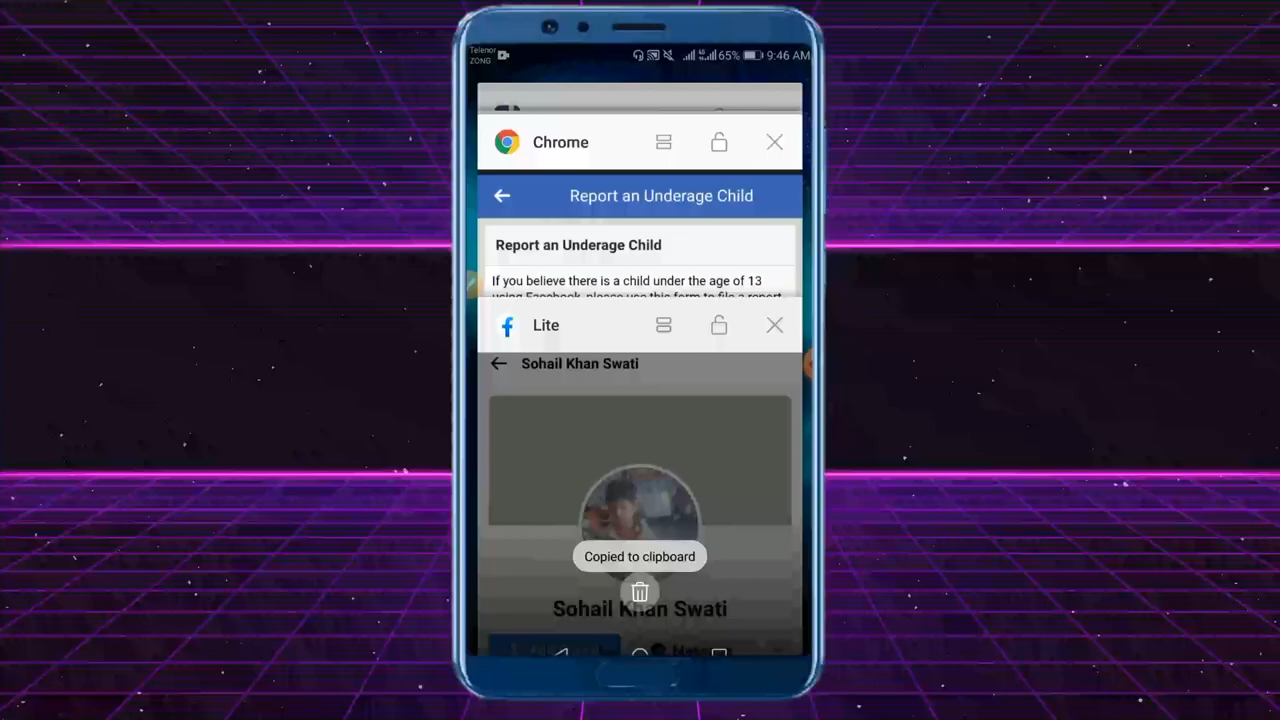 Telenor
ZONG
65%
9:46 AM
Chrome
Report an Underage Child
Report an Underage Child
If you believe there is a child under the age of 13
using Facebook, please use this form to file a report
Lite
Sohail Khan Swati
Copied to clipboard
Sohail Khan Swati